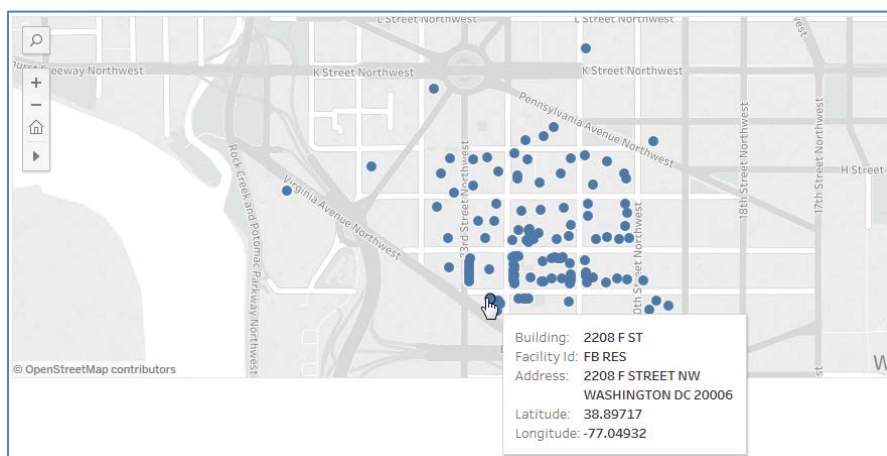 L Street Northwest
L Street Northwest
K Street Northwest
K Street Northwest
Freeway Northwest
Pennsylvania Avenue Northwest
H Street
Virginia Avenue Northwest
Rock Creek and Potomac Parkway Northwest
23rd Street Northwest
18th Street Northwest
17th Street Northwest
0th Street Northwest
© OpenStreetMap contributors
W
Building: 2208 F ST
Facility Id: FB RES
Address: 2208 F STREET NW
WASHINGTON DC 20006
Latitude: 38.89717
Longitude: -77.04932